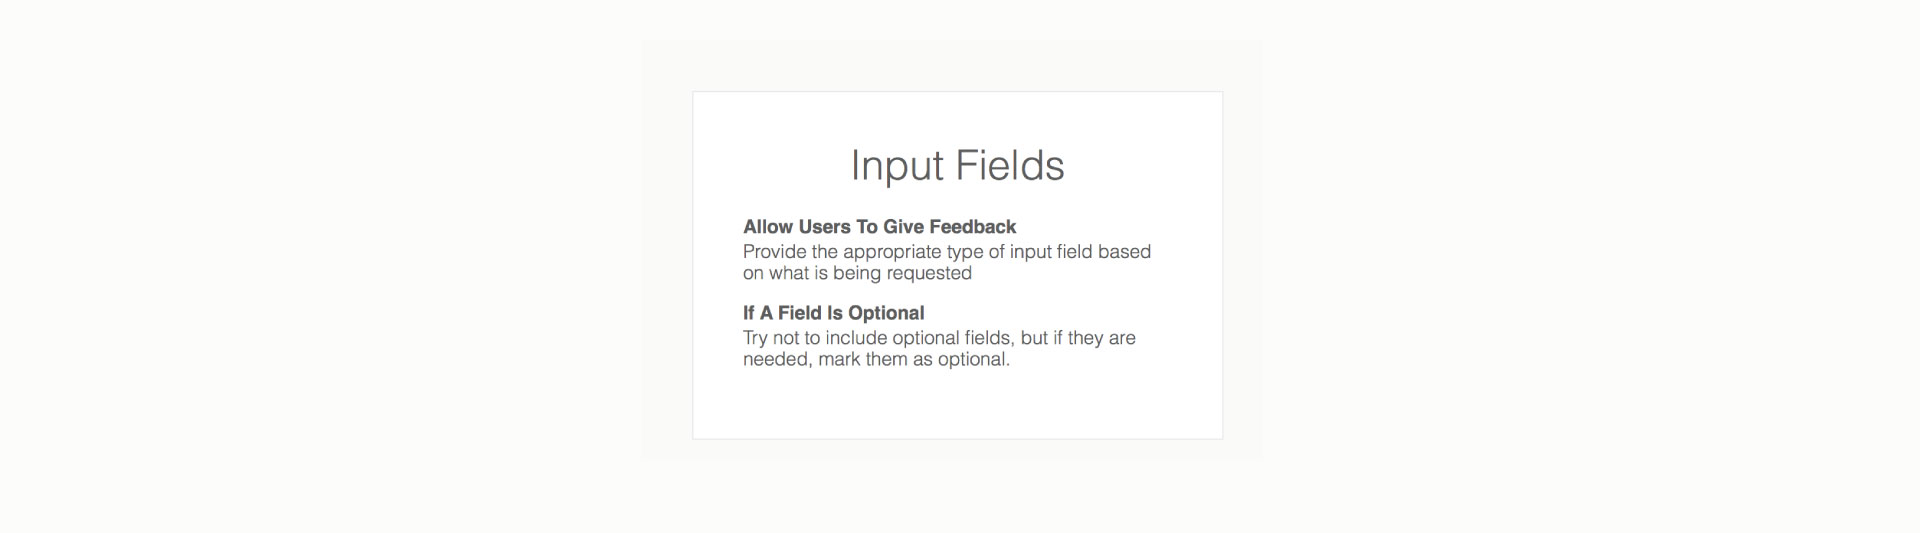 Input Fields
Allow Users To Give Feedback
Provide the appropriate type of input field based
on what is being requested
If A Field Is Optional
Try not to include optional fields, but if they are
needed, mark them as optional.